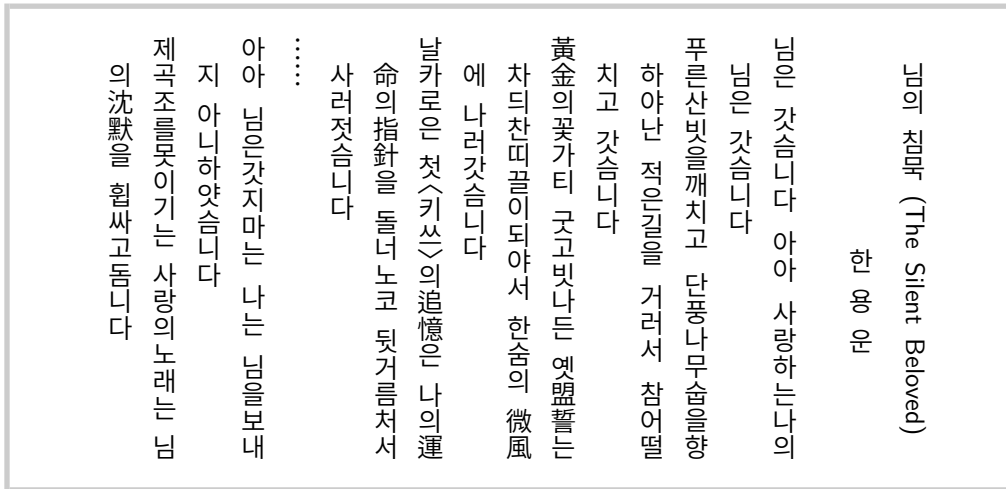 님의 침묵 (The Silent Beloved)
한 용 운
님은 갓슴니다 아아 사랑하는나의
님은 갓슴니다
푸른산빗을깨치고 단풍나무숩을향
하야난 적은길을 거러서 참어떨
치고 갓슴니다
黃金의꽃가티 굿고빗나든 옛盟誓는
차듸찬띠끌이되야서 한숨의 微風
에 나러갓슴니다
날카로은 첫〈키쓰〉의追憶은 나의運
命의指針을 돌너노코 뒷거름처서
사러젓슴니다
……
아아 님은갓지마는 나는 님을보내
지 아니하얏슴니다
제곡조를못이기는 사랑의노래는 님
의沈默을 휩싸고돔니다